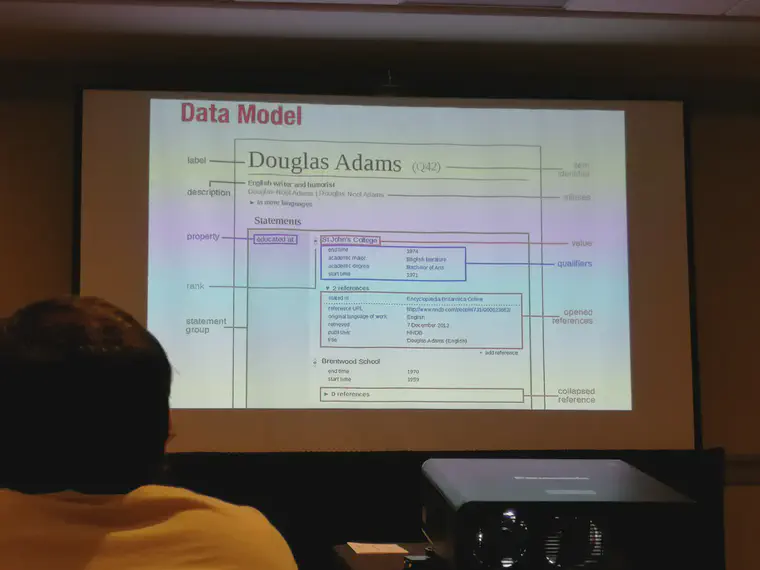 Data Model
label
Douglas Adams (Q42)
item identifier
description
English writer and humorist
Douglas Noel Adams | Douglas Noël Adams
aliases
▸ In more languages
Statements
property
educated at
St John's College
value
end time 1974
academic major English literature
qualifiers
academic degree Bachelor of Arts
start time 1971
rank
▾ 2 references
stated in Encyclopædia Britannica Online
reference URL
opened references
original language of work English
statement group
retrieved 7 December 2013
publisher NNDB
title Douglas Adams (English)
+ add reference
Brentwood School
end time 1970
start time 1959
▸ 0 references
collapsed reference